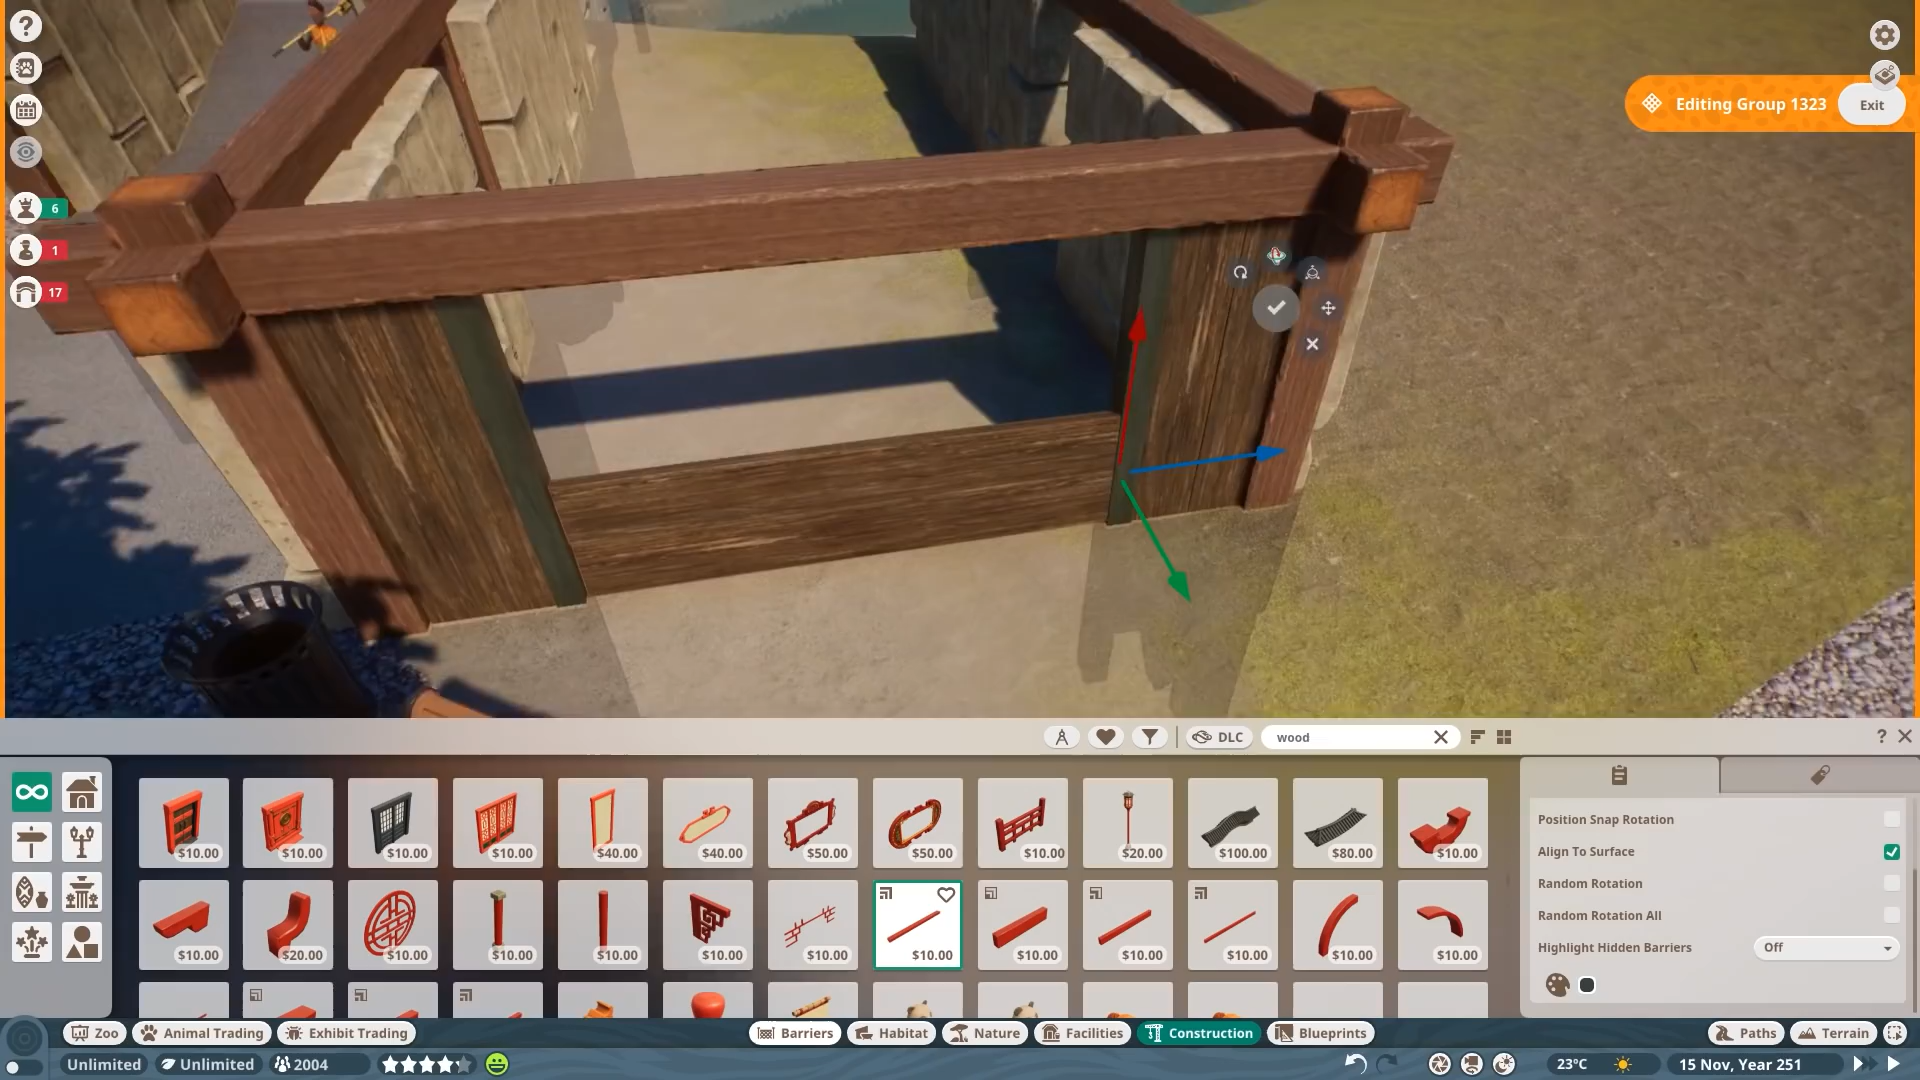 Editing Group 1323
Exit
6
1
17
DLC
wood
?
$10.00 $10.00 $10.00 $10.00 $40.00 $40.00 $50.00 $50.00 $10.00 $20.00 $100.00 $80.00 $10.00
$10.00 $20.00 $10.00 $10.00 $10.00 $10.00 $10.00 $10.00 $10.00 $10.00 $10.00 $10.00 $10.00
Position Snap Rotation
Align To Surface
Random Rotation
Random Rotation All
Highlight Hidden Barriers Off
Zoo Animal Trading Exhibit Trading Barriers Habitat Nature Facilities Construction Blueprints Paths Terrain
Unlimited Unlimited 2004 23°C 15 Nov, Year 251